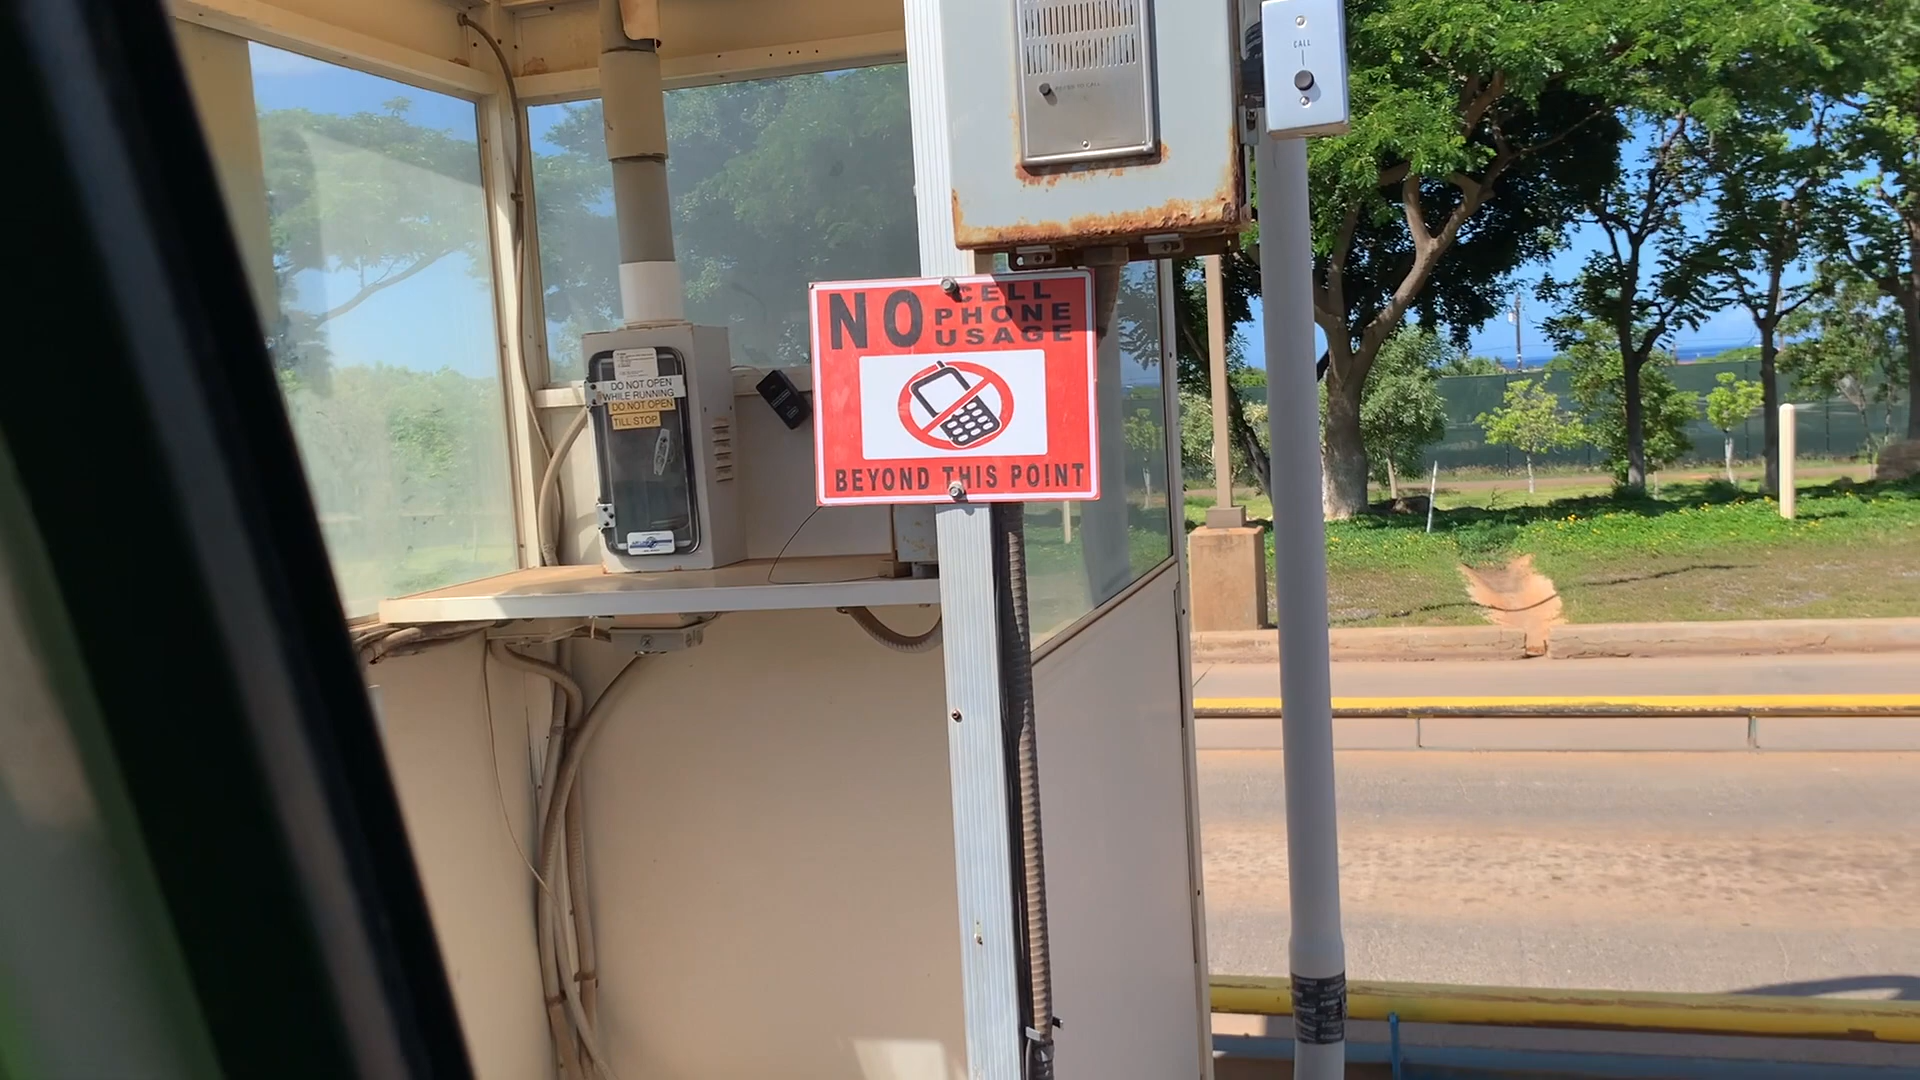 CALL
NO CELL
PHONE
USAGE
BEYOND THIS POINT
DO NOT OPEN
WHILE RUNNING
DO NOT OPEN
TILL STOP